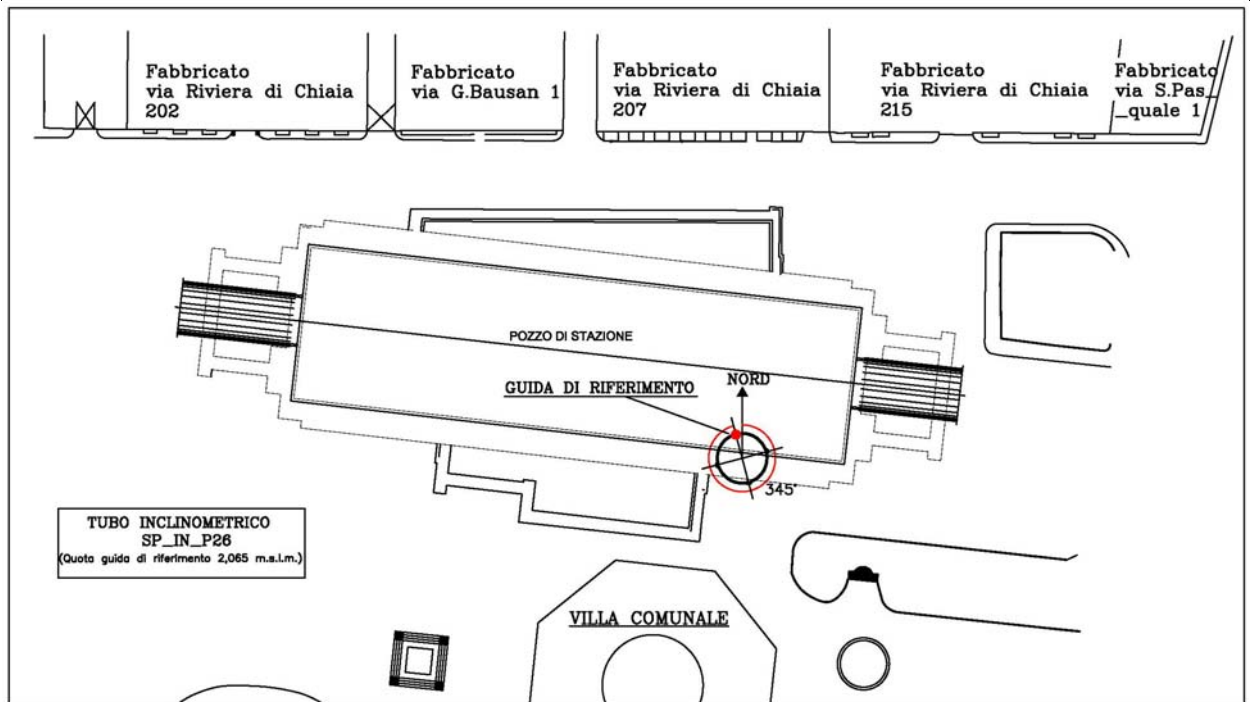 Fabbricato
via Riviera di Chiaia
202
Fabbricato
via G.Bausan 1
Fabbricato
via Riviera di Chiaia
207
Fabbricato
via Riviera di Chiaia
215
Fabbricato
via S.Pas_
_quale 1
POZZO DI STAZIONE
GUIDA DI RIFERIMENTO
NORD
345°
TUBO INCLINOMETRICO
SP_IN_P26
(Quota guida di riferimento 2,065 m.s.l.m.)
VILLA COMUNALE